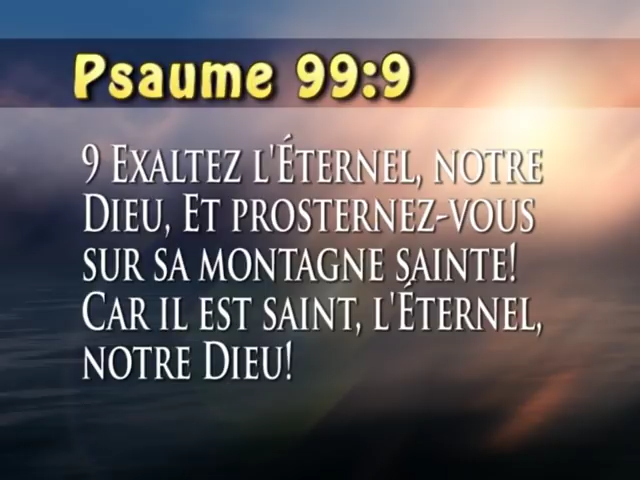 Psaume 99:9
9 Exaltez l'Éternel, notre
Dieu, Et prosternez-vous
sur sa montagne sainte!
Car il est saint, l'Éternel,
notre Dieu!